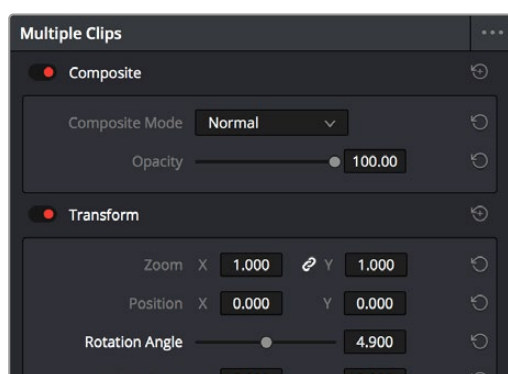 Multiple Clips
Composite
Composite Mode Normal
Opacity 100.00
Transform
Zoom X 1.000 Y 1.000
Position X 0.000 Y 0.000
Rotation Angle 4.900